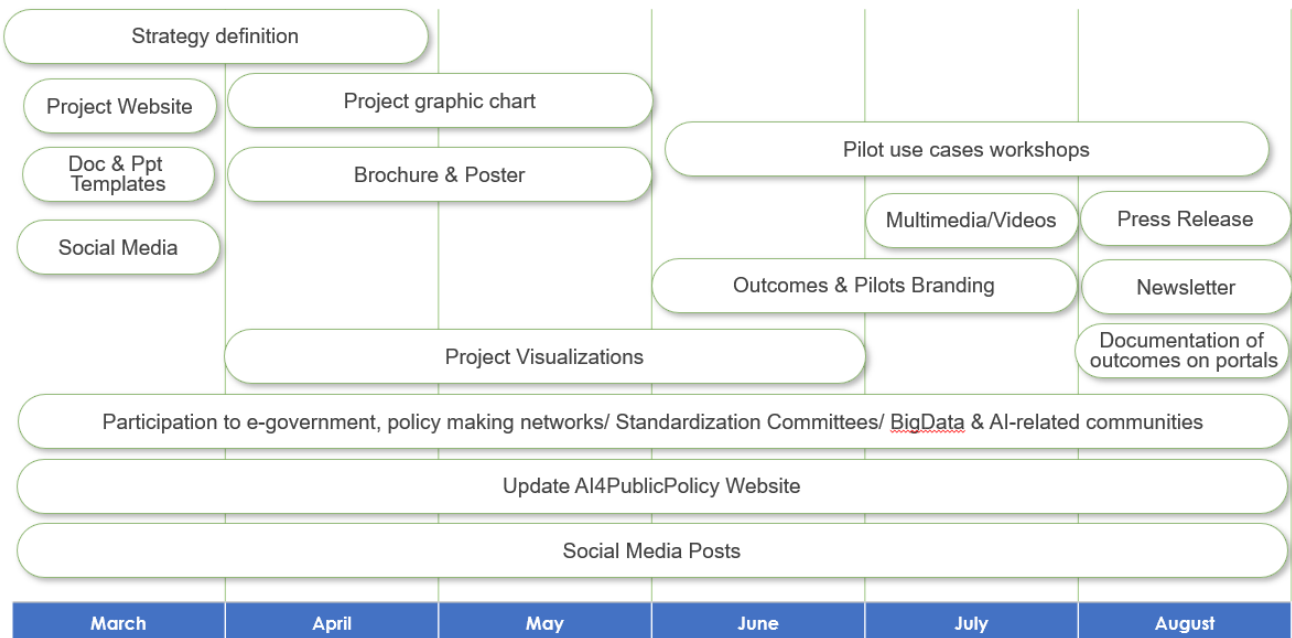 Strategy definition
Project Website
Project graphic chart
Pilot use cases workshops
Doc & Ppt
Templates
Brochure & Poster
Multimedia/Videos
Press Release
Social Media
Outcomes & Pilots Branding
Newsletter
Project Visualizations
Documentation of
outcomes on portals
Participation to e-government, policy making networks/ Standardization Committees/ BigData & AI-related communities
Update AI4PublicPolicy Website
Social Media Posts
March
April
May
June
July
August